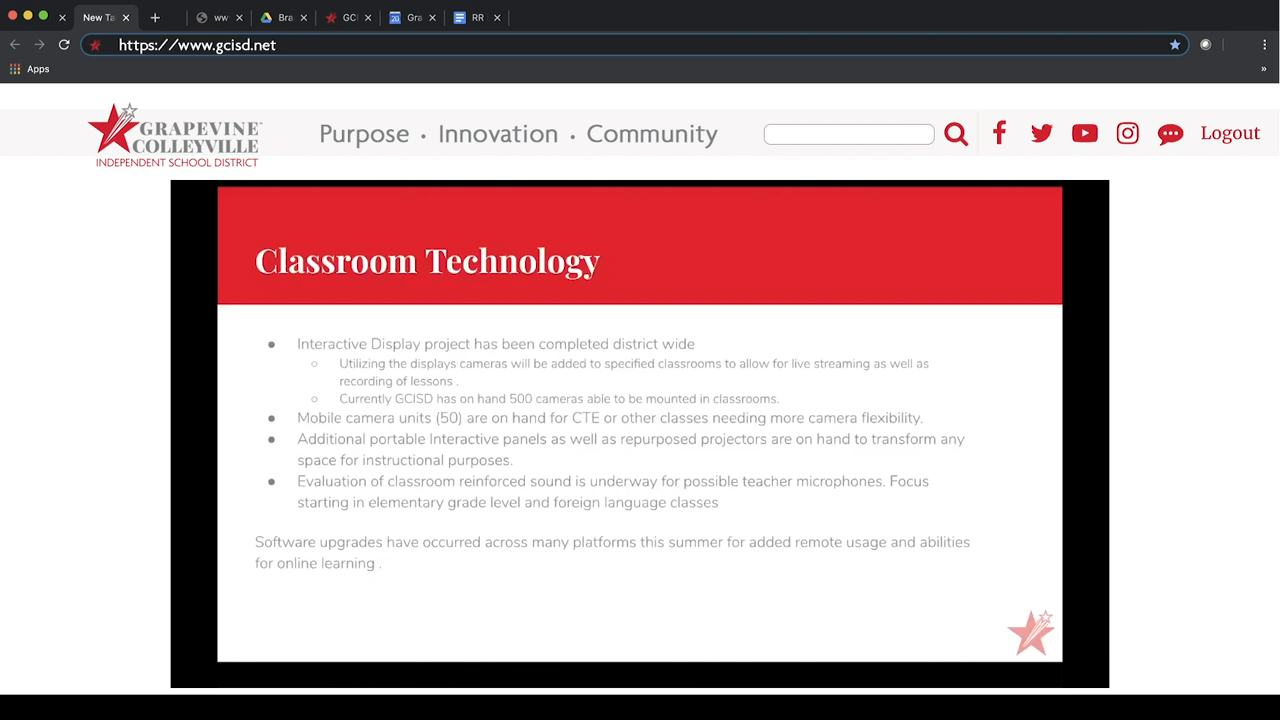 New Ta
ww
Bra
GCI
Gra
RR
https://www.gcisd.net
Apps
GRAPEVINE
COLLEYVILLE
INDEPENDENT SCHOOL DISTRICT
Purpose · Innovation · Community
Logout
Classroom Technology
● Interactive Display project has been completed district wide
○ Utilizing the displays cameras will be added to specified classrooms to allow for live streaming as well as
recording of lessons .
○ Currently GCISD has on hand 500 cameras able to be mounted in classrooms.
● Mobile camera units (50) are on hand for CTE or other classes needing more camera flexibility.
● Additional portable Interactive panels as well as repurposed projectors are on hand to transform any
space for instructional purposes.
● Evaluation of classroom reinforced sound is underway for possible teacher microphones. Focus
starting in elementary grade level and foreign language classes
Software upgrades have occurred across many platforms this summer for added remote usage and abilities
for online learning .